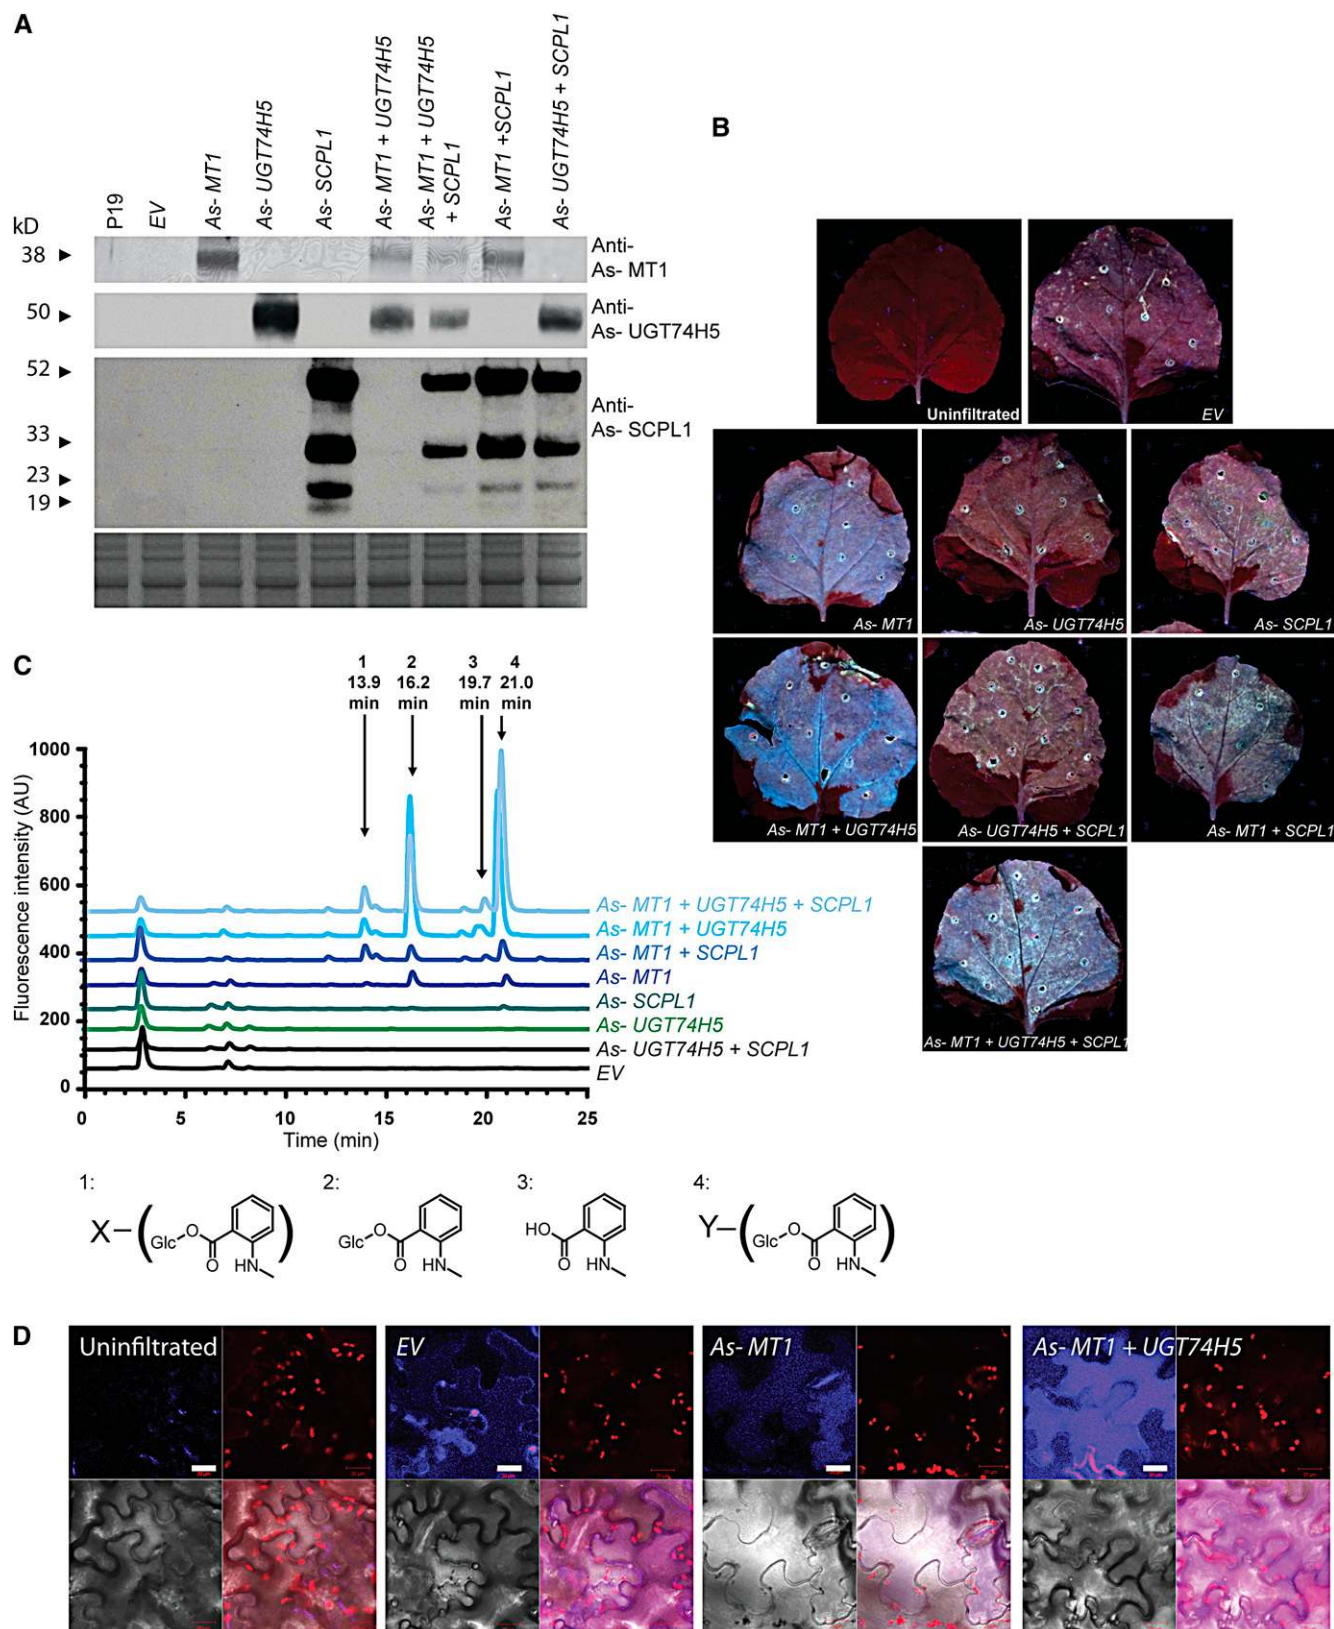 A
P19
EV
As- MT1
As- UGT74H5
As- SCPL1
As- MT1 + UGT74H5
As- MT1 + UGT74H5
+ SCPL1
As- MT1 +SCPL1
As- UGT74H5 + SCPL1
kD
38
Anti-
As- MT1
50
Anti-
As- UGT74H5
52
33
23
19
Anti-
As- SCPL1
B
Uninfiltrated
EV
As- MT1
As- UGT74H5
As- SCPL1
As- MT1 + UGT74H5
As- UGT74H5 + SCPL1
As- MT1 + SCPL1
As- MT1 + UGT74H5 + SCPL1
C
1
13.9
min
2
16.2
min
3
19.7
min
4
21.0
min
Fluorescence intensity (AU)
1000
800
600
400
200
0
As- MT1 + UGT74H5 + SCPL1
As- MT1 + UGT74H5
As- MT1 + SCPL1
As- MT1
As- SCPL1
As- UGT74H5
As- UGT74H5 + SCPL1
EV
0 5 10 15 20 25
Time (min)
1:
X
Glc O
O HN
2:
Glc O
O HN
3:
HO
O HN
4:
Y
Glc O
O HN
D
Uninfiltrated
EV
As- MT1
As- MT1 + UGT74H5